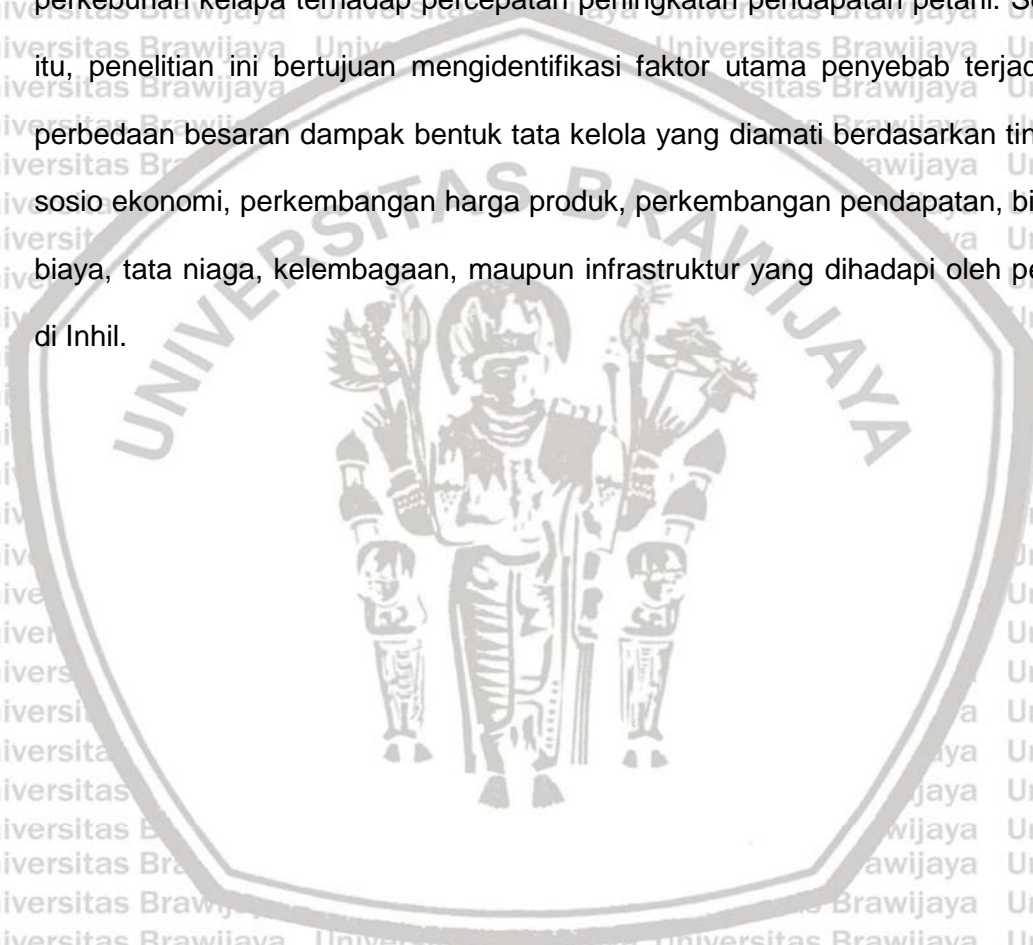 perkebunan kelapa terhadap percepatan peningkatan pendapatan petani.
itu, penelitian ini bertujuan mengidentifikasi faktor utama penyebab
perbedaan besaran dampak bentuk tata kelola yang diamati berdasarkan
sosio ekonomi, perkembangan harga produk, perkembangan pendapatan,
biaya, tata niaga, kelembagaan, maupun infrastruktur yang dihadapi oleh
di Inhil.
UNIVERSITAS BRAWIJAYA